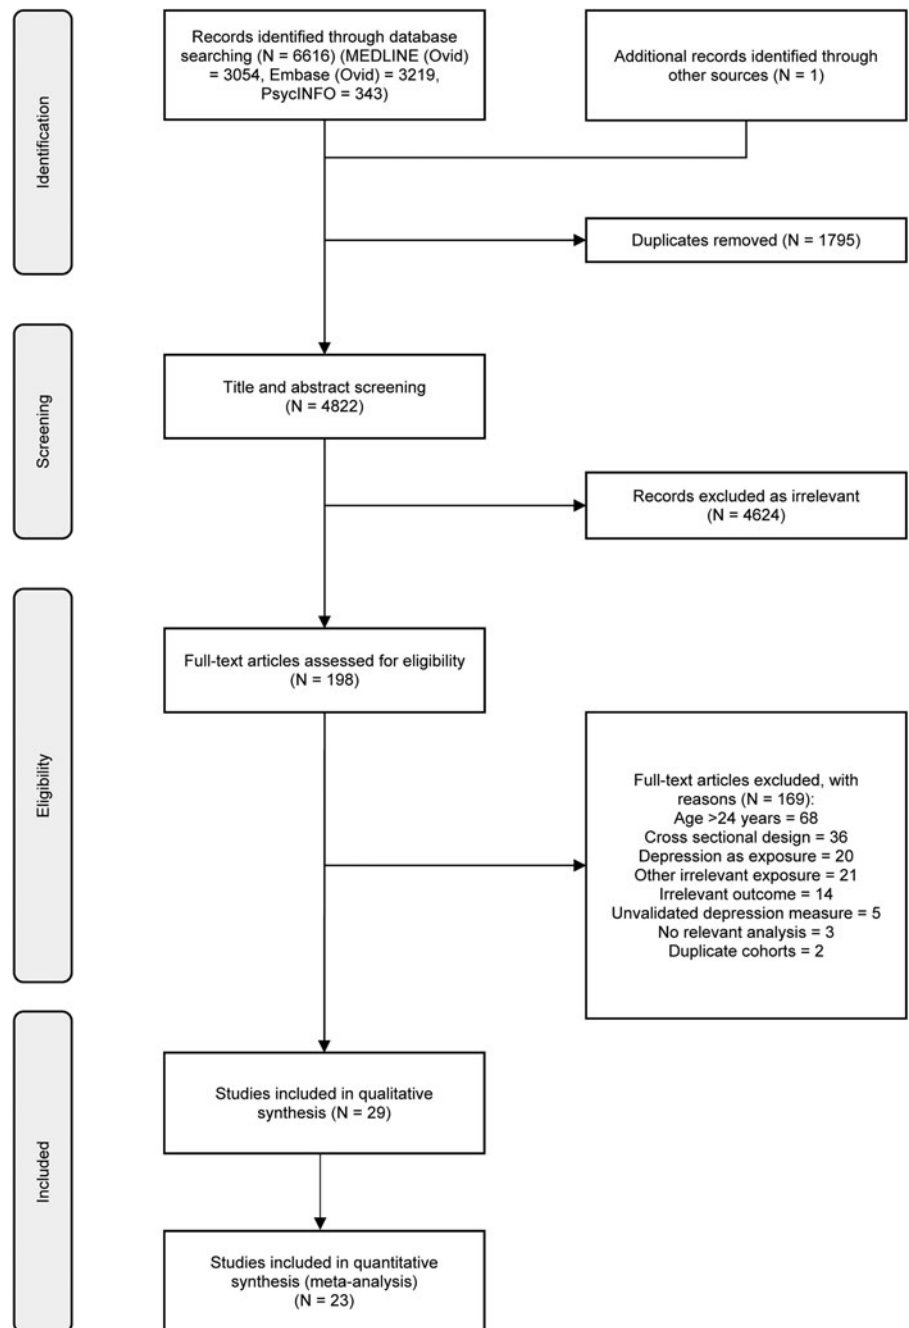 Identification
Records identified through database
searching (N = 6616) (MEDLINE (Ovid)
= 3054, Embase (Ovid) = 3219,
PsycINFO = 343)
Additional records identified through
other sources (N = 1)
Duplicates removed (N = 1795)
Screening
Title and abstract screening
(N = 4822)
Records excluded as irrelevant
(N = 4624)
Eligibility
Full-text articles assessed for eligibility
(N = 198)
Full-text articles excluded, with
reasons (N = 169):
Age >24 years = 68
Cross sectional design = 36
Depression as exposure = 20
Other irrelevant exposure = 21
Irrelevant outcome = 14
Unvalidated depression measure = 5
No relevant analysis = 3
Duplicate cohorts = 2
Included
Studies included in qualitative
synthesis (N = 29)
Studies included in quantitative
synthesis (meta-analysis)
(N = 23)